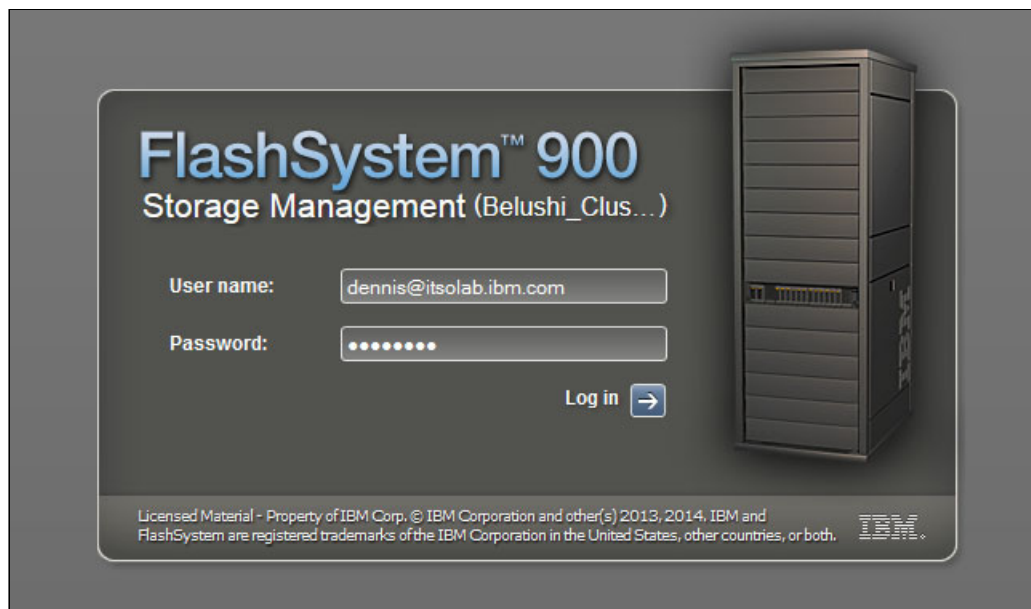 FlashSystem™ 900
Storage Management (Belushi_Clus...)
User name: dennis@itsolab.ibm.com
Password: ●●●●●●●●
Log in
Licensed Material - Property of IBM Corp. © IBM Corporation and other(s) 2013, 2014. IBM and
FlashSystem are registered trademarks of the IBM Corporation in the United States, other countries, or both.
IBM.
IBM